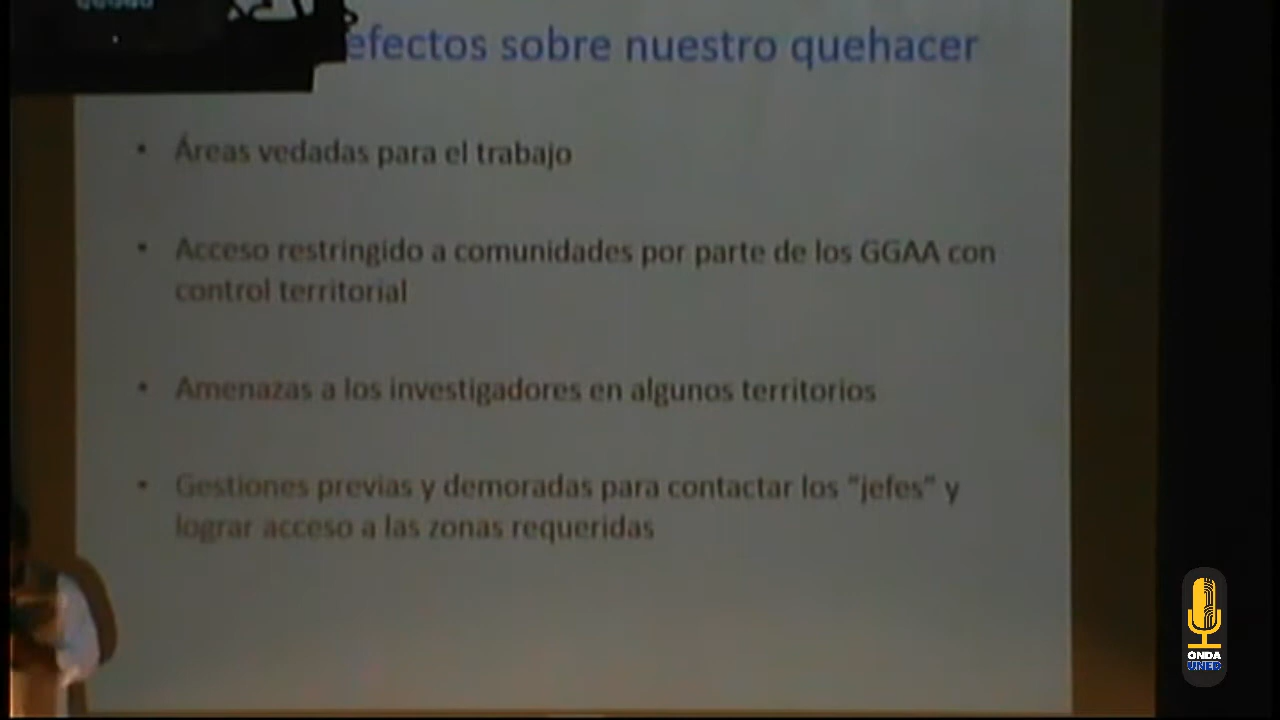 efectos sobre nuestro quehacer
• Áreas vedadas para el trabajo
• Acceso restringido a comunidades por parte de los GGAA con
control territorial
• Amenazas a los investigadores en algunos territorios
• Gestiones previas y demoradas para contactar los "jefes" y
lograr acceso a las zonas requeridas
ONDA
UNEB